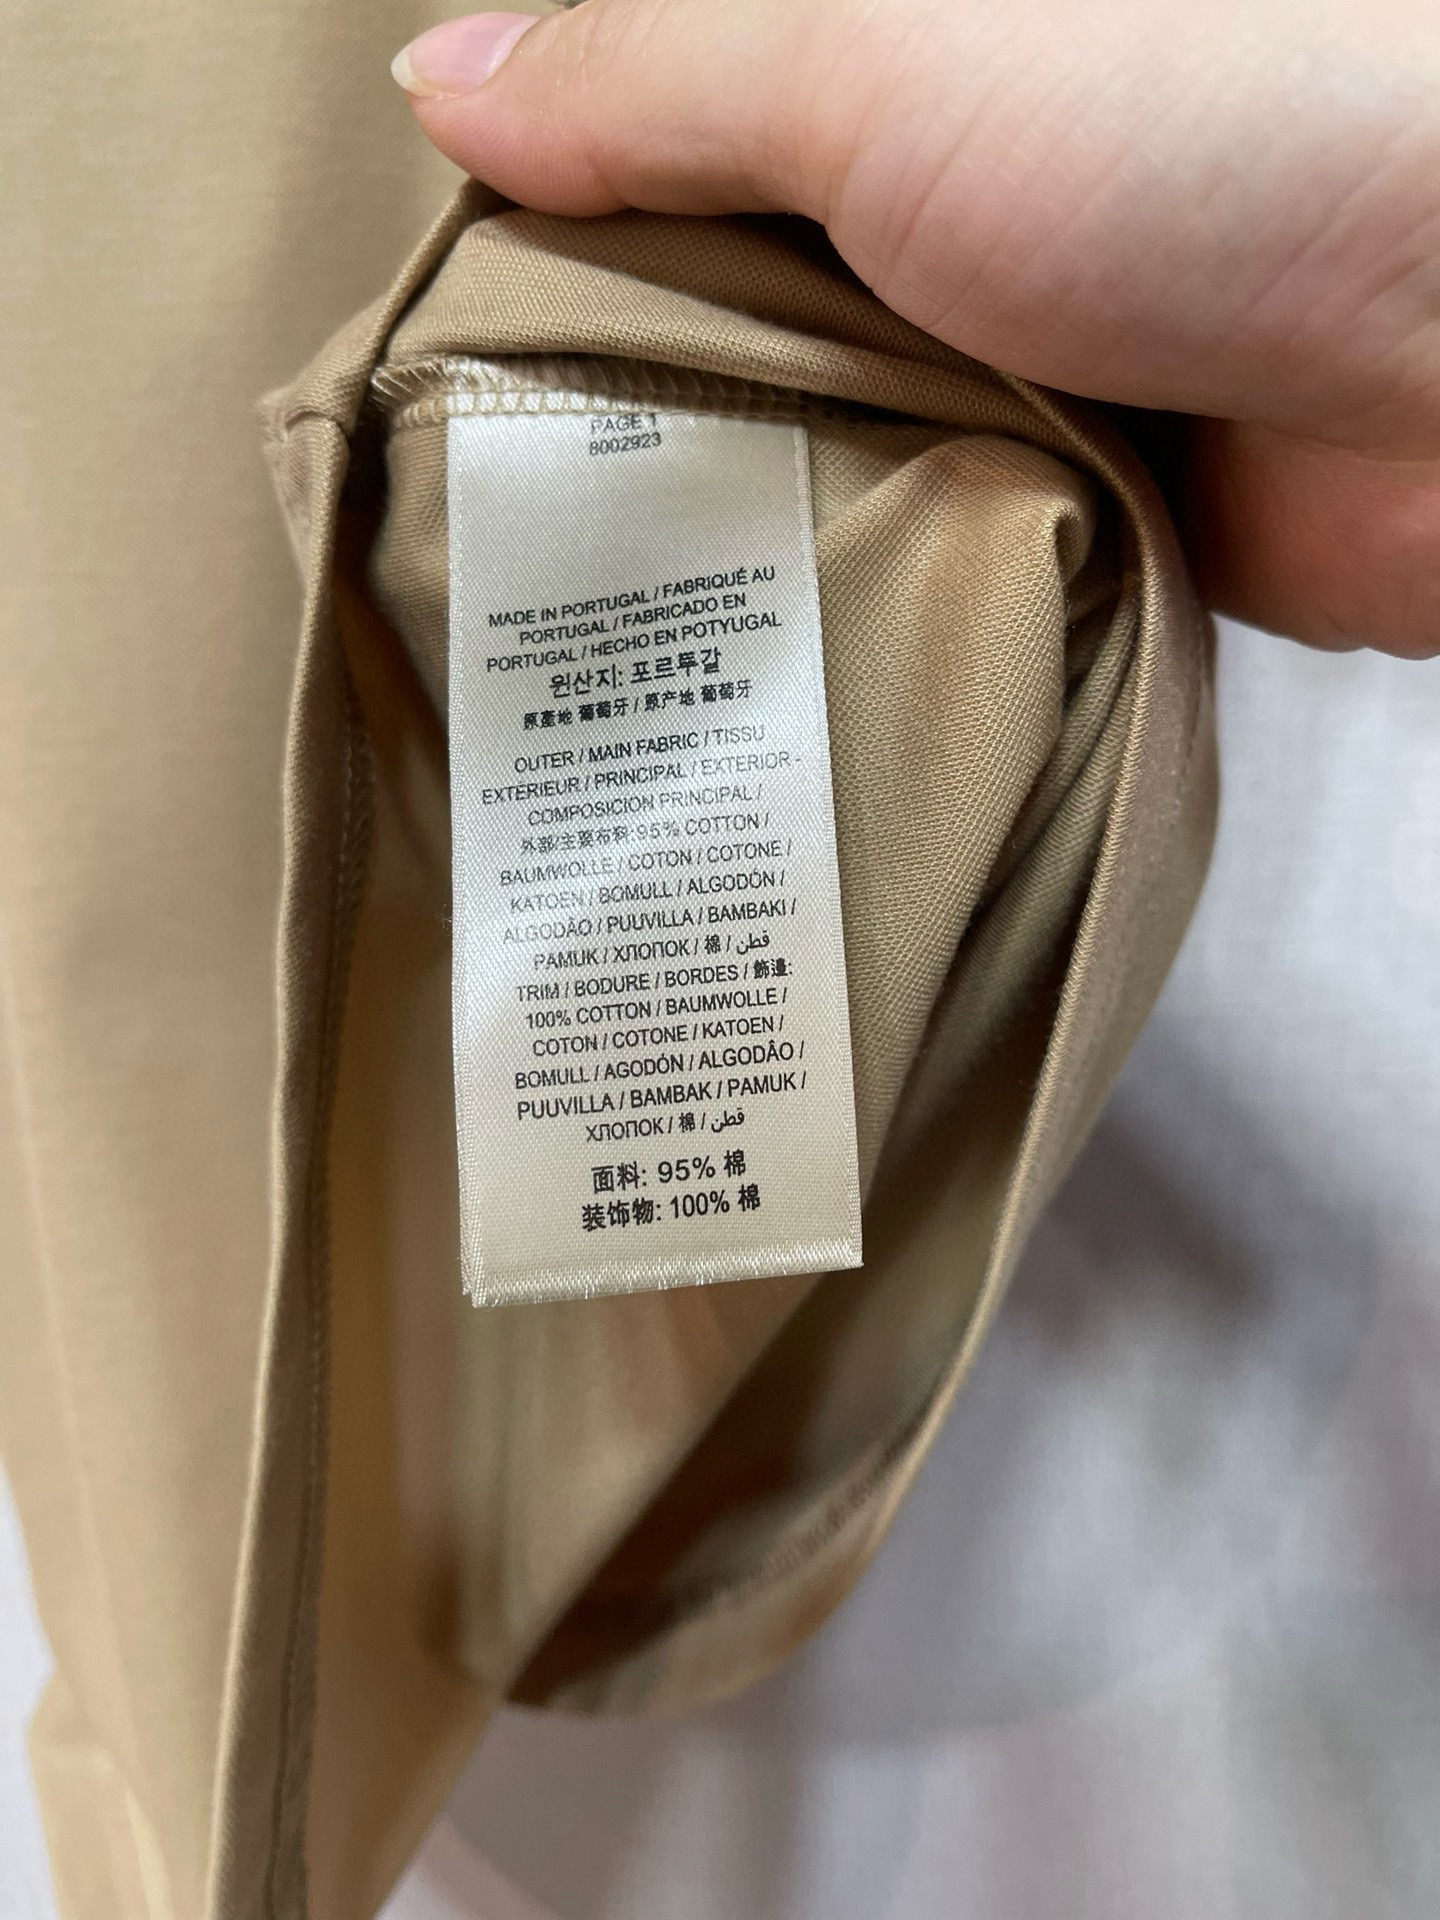 PAGE 1
8002923
MADE IN PORTUGAL / FABRIQUÉ AU
PORTUGAL / FABRICADO EN
PORTUGAL / HECHO EN POTYUGAL
원산지: 포르투갈
原產地 葡萄牙 / 原产地 葡萄牙
OUTER / MAIN FABRIC / TISSU
EXTERIEUR / PRINCIPAL / EXTERIOR -
COMPOSICION PRINCIPAL /
外部/主要布料: 95% COTTON /
BAUMWOLLE / COTON / COTONE /
KATOEN / BOMULL / ALGODÓN /
ALGODÂO / PUUVILLA / BAMBAKI /
PAMUK / ХЛОПОК / 棉 / قطن
TRIM / BODURE / BORDES / 飾邊:
100% COTTON / BAUMWOLLE /
COTON / COTONE / KATOEN /
BOMULL / AGODÓN / ALGODÂO /
PUUVILLA / BAMBAK / PAMUK /
ХЛОПОК / 棉 / قطن
面料: 95% 棉
装饰物: 100% 棉